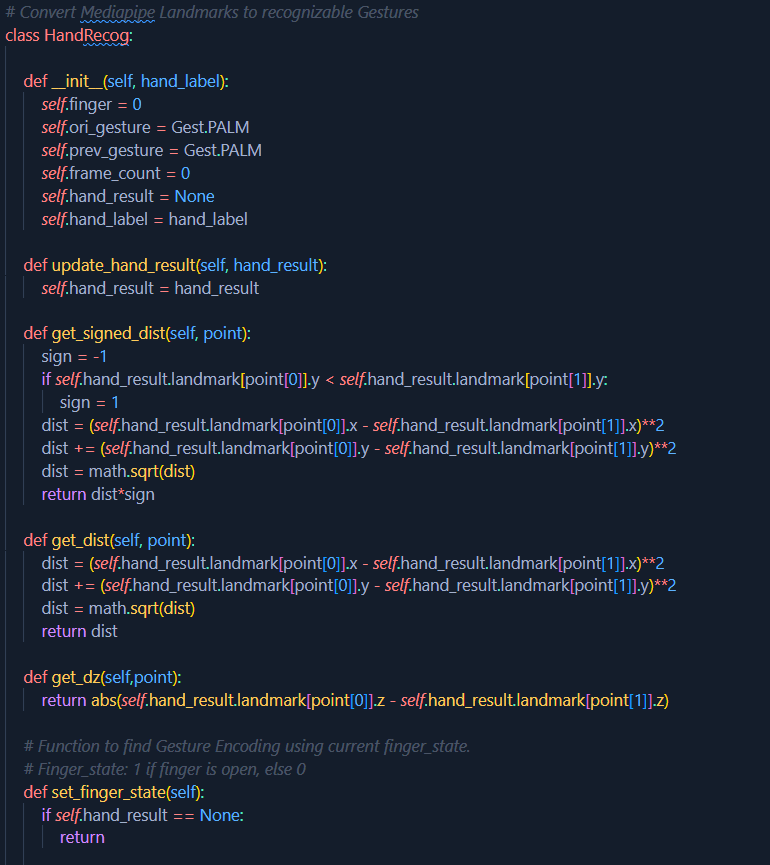 # Convert Mediapipe Landmarks to recognizable Gestures
class HandRecog:
    def __init__(self, hand_label):
        self.finger = 0
        self.ori_gesture = Gest.PALM
        self.prev_gesture = Gest.PALM
        self.frame_count = 0
        self.hand_result = None
        self.hand_label = hand_label
    def update_hand_result(self, hand_result):
        self.hand_result = hand_result
    def get_signed_dist(self, point):
        sign = -1
        if self.hand_result.landmark[point[0]].y < self.hand_result.landmark[point[1]].y:
            sign = 1
        dist = (self.hand_result.landmark[point[0]].x - self.hand_result.landmark[point[1]].x)**2
        dist += (self.hand_result.landmark[point[0]].y - self.hand_result.landmark[point[1]].y)**2
        dist = math.sqrt(dist)
        return dist*sign
    def get_dist(self, point):
        dist = (self.hand_result.landmark[point[0]].x - self.hand_result.landmark[point[1]].x)**2
        dist += (self.hand_result.landmark[point[0]].y - self.hand_result.landmark[point[1]].y)**2
        dist = math.sqrt(dist)
        return dist
    def get_dz(self,point):
        return abs(self.hand_result.landmark[point[0]].z - self.hand_result.landmark[point[1]].z)
    # Function to find Gesture Encoding using current finger_state.
    # Finger_state: 1 if finger is open, else 0
    def set_finger_state(self):
        if self.hand_result == None:
            return